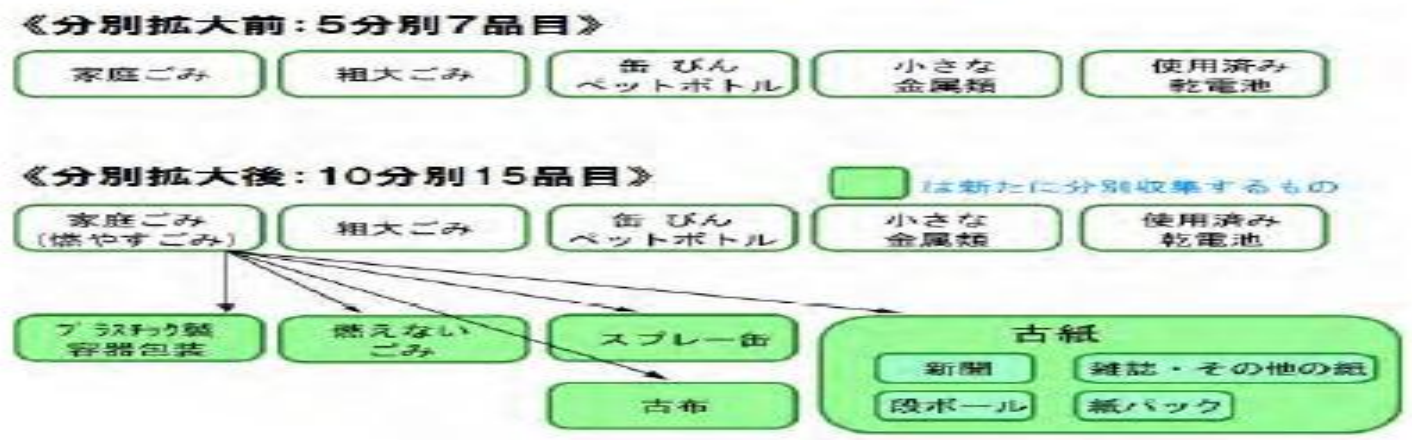 《分別拡大前:5分別7品目》
家庭ごみ
粗大ごみ
缶 びん
ペットボトル
小さな
金属類
使用済み
乾電池
《分別拡大後:10分別15品目》
は新たに分別収集するもの
家庭ごみ
(燃やすごみ)
粗大ごみ
缶 びん
ペットボトル
小さな
金属類
使用済み
乾電池
プラスチック製
容器包装
燃えない
ごみ
スプレー缶
古布
古紙
新聞
雑誌・その他の紙
段ボール
紙パック